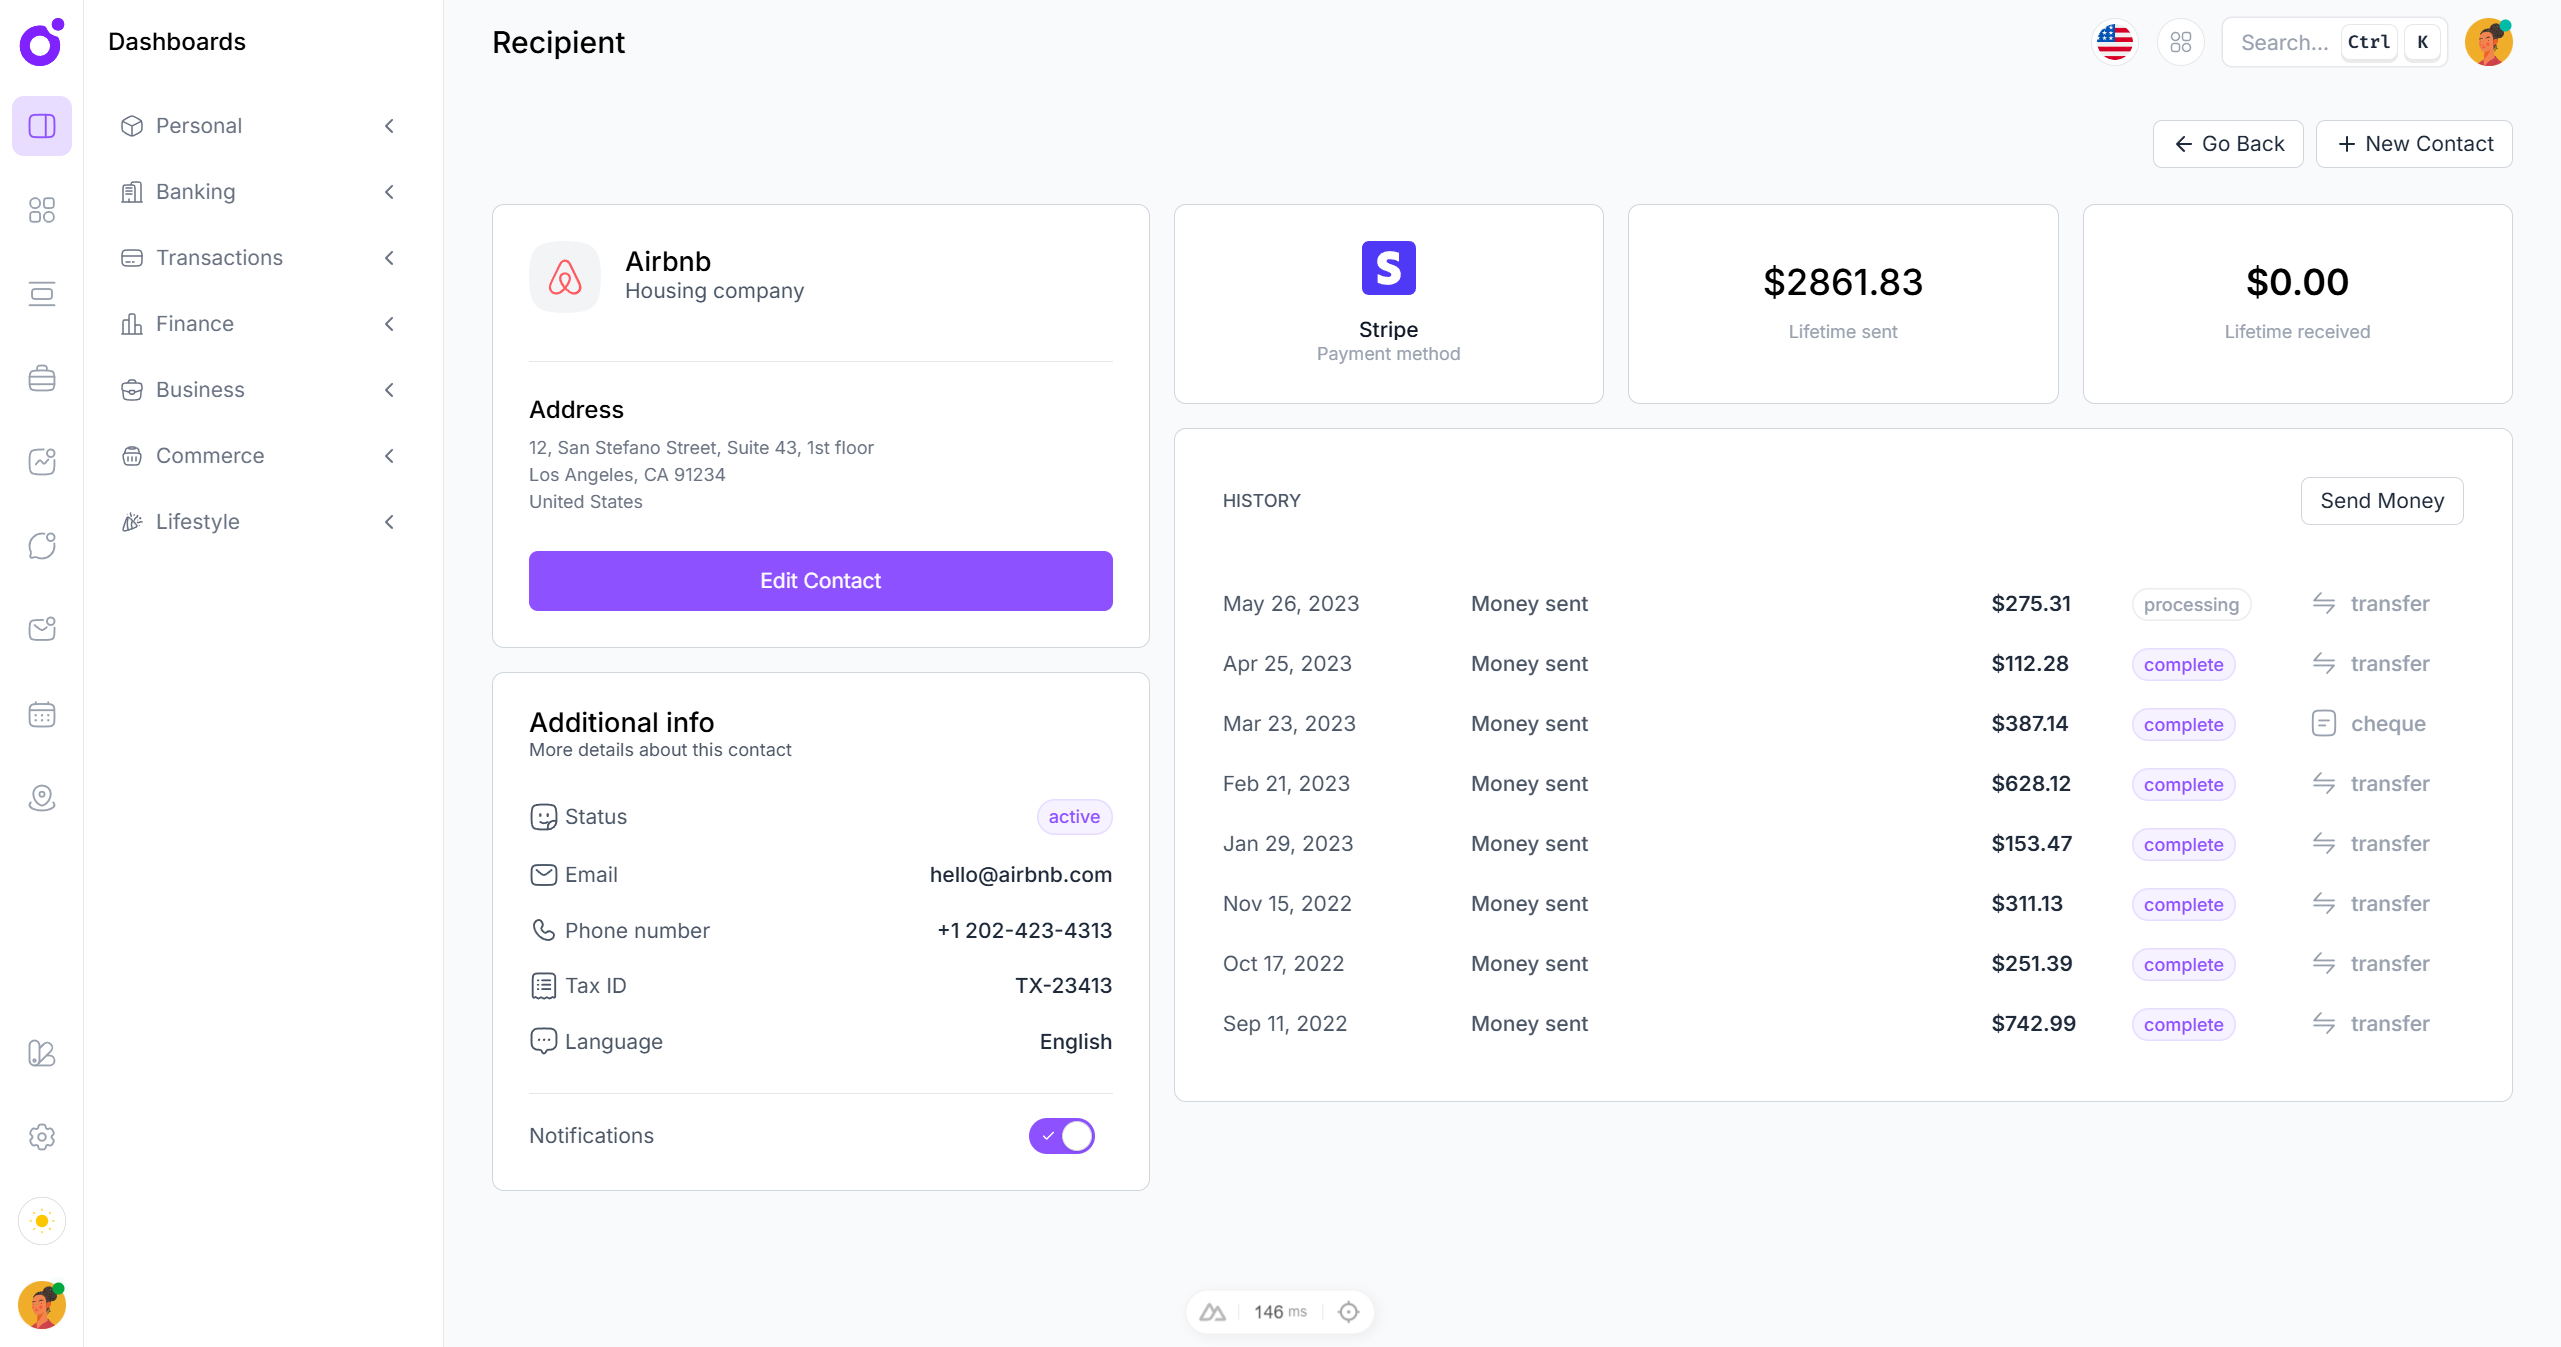 Dashboards
Personal
Banking
Transactions
Finance
Business
Commerce
Lifestyle
Recipient
Search... Ctrl K
Go Back
New Contact
Airbnb
Housing company
Address
12, San Stefano Street, Suite 43, 1st floor
Los Angeles, CA 91234
United States
Edit Contact
Additional info
More details about this contact
Status active
Email hello@airbnb.com
Phone number +1 202-423-4313
Tax ID TX-23413
Language English
Notifications
S
Stripe
Payment method
$2861.83
Lifetime sent
$0.00
Lifetime received
HISTORY
Send Money
May 26, 2023 Money sent $275.31 processing transfer
Apr 25, 2023 Money sent $112.28 complete transfer
Mar 23, 2023 Money sent $387.14 complete cheque
Feb 21, 2023 Money sent $628.12 complete transfer
Jan 29, 2023 Money sent $153.47 complete transfer
Nov 15, 2022 Money sent $311.13 complete transfer
Oct 17, 2022 Money sent $251.39 complete transfer
Sep 11, 2022 Money sent $742.99 complete transfer
146 ms